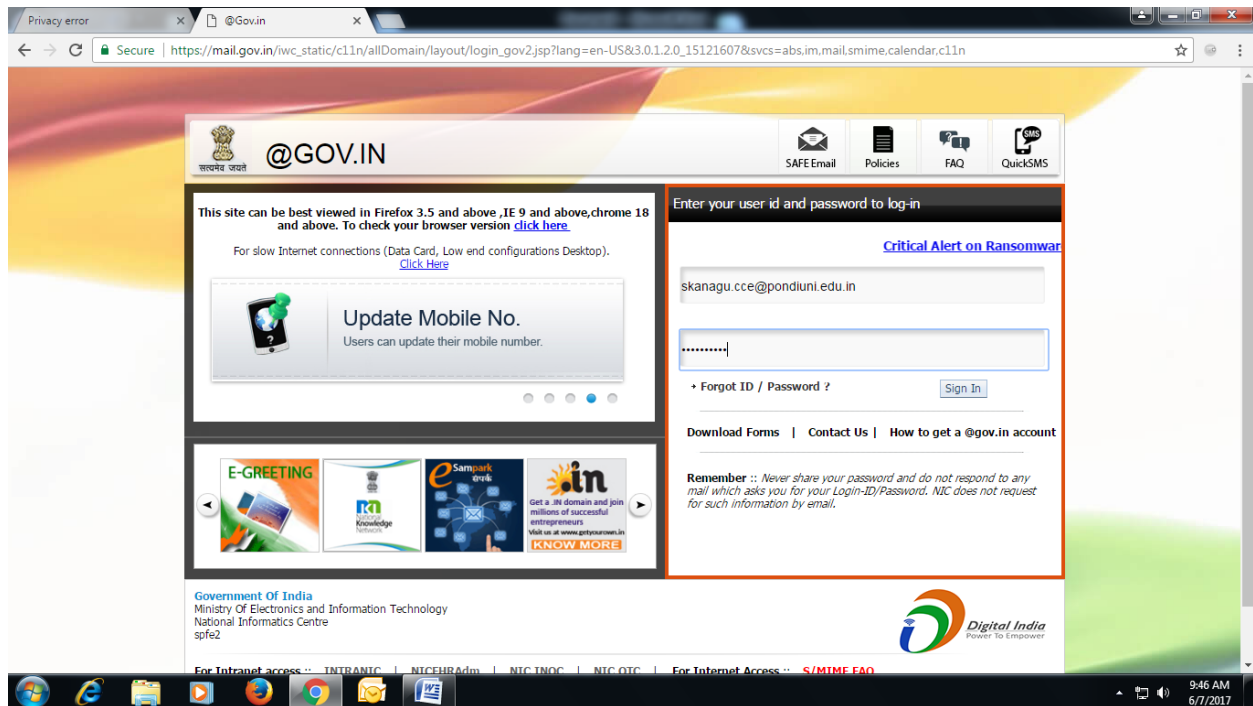 Privacy error
@Gov.in
Secure | https://mail.gov.in/iwc_static/c11n/allDomain/layout/login_gov2.jsp?lang=en-US&3.0.1.2.0_15121607&svcs=abs,im,mail,smime,calendar,c11n
सत्यमेव जयते
@GOV.IN
SAFE Email
Policies
FAQ
SMS
QuickSMS
This site can be best viewed in Firefox 3.5 and above ,IE 9 and above,chrome 18
and above. To check your browser version click here
For slow Internet connections (Data Card, Low end configurations Desktop).
Click Here
Update Mobile No.
Users can update their mobile number.
Enter your user id and password to log-in
Critical Alert on Ransomwar
skanagu.cce@pondiuni.edu.in
••••••••••
+ Forgot ID / Password ?
Sign In
Download Forms | Contact Us | How to get a @gov.in account
Remember :: Never share your password and do not respond to any
mail which asks you for your Login-ID/Password. NIC does not request
for such information by email.
E-GREETING
National
Knowledge
Network
e Sampark
संपर्क
.in
Get a .IN domain and join
millions of successful
entrepreneurs
Visit us at www.getyourown.in
KNOW MORE
Government Of India
Ministry Of Electronics and Information Technology
National Informatics Centre
spfe2
Digital India
Power To Empower
For Intranet access :: INTRANIC | NICEHRAdm | NIC INOC | NIC OTC |
For Internet Access :: S/MIME FAQ
9:46 AM
6/7/2017